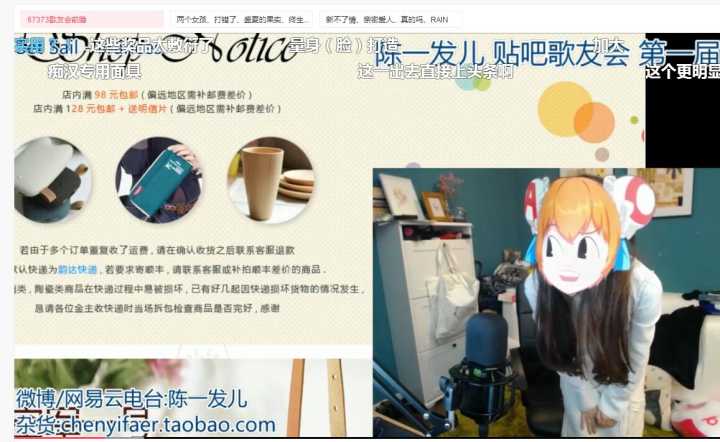 67373歌友会前瞻
两个女孩、打错了、盛夏的果实、终生...
新不了情、亲密爱人、真的吗、RAIN
这些奖品太敷衍了
量身（脸）打造
加大
陈一发儿 贴吧歌友会 第一届
Notice
痴汉专用面具
这一出去直接上头条啊
这个更明显
店内满 98 元包邮 ( 偏远地区需补邮费差价 )
店内满 128 元包邮 + 送明信片 ( 偏远地区需补邮费差价 )
若由于多个订单重复收了运费 , 请在确认收货之后联系客服退款
认快递为韵达快递 , 若要求寄顺丰 , 请联系客服或补拍顺丰差价的商品 .
类 , 陶瓷类商品在快递过程中易被损坏 , 已有好几起因快递损坏货物的情况发生 ,
恳请各位金主收快递时当场拆包检查商品是否完好 , 感谢
微博/网易云电台:陈一发儿
杂货:chenyifaer.taobao.com